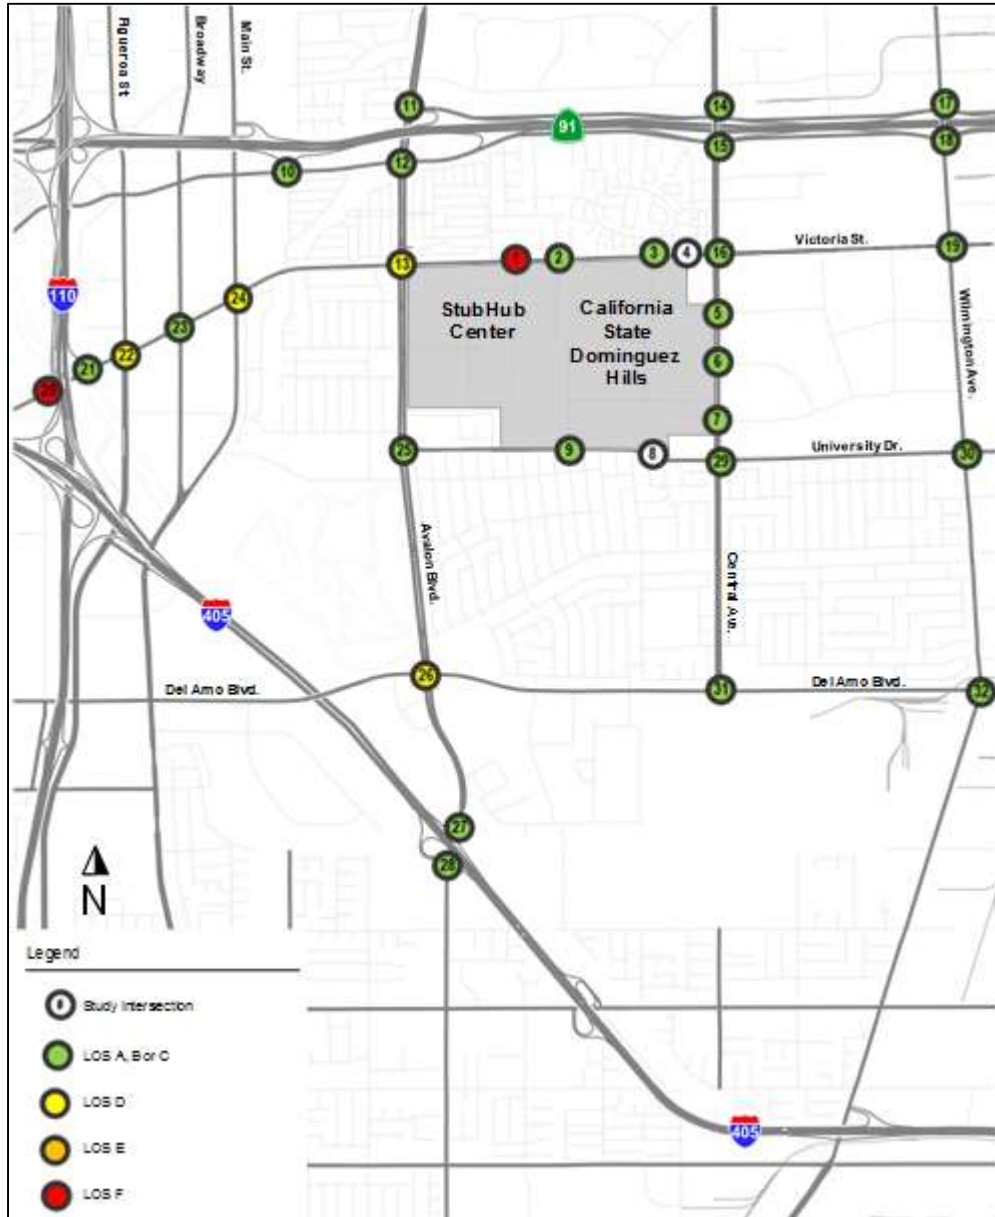 Figueroa St
Broadway
Main St.
11
14
17
91
12
15
18
10
Victoria St.
13
1
2
3
4
16
19
110
24
StubHub
Center
California
State
Dominguez
Hills
5
23
22
21
6
20
Wilmington Ave.
7
25
9
8
29
University Dr.
30
Avalon Blvd.
Central Ave.
405
26
Del Amo Blvd.
31
Del Amo Blvd.
32
27
28
N
Legend
#
Study Intersection
LOS A, B or C
LOS D
LOS E
LOS F
405